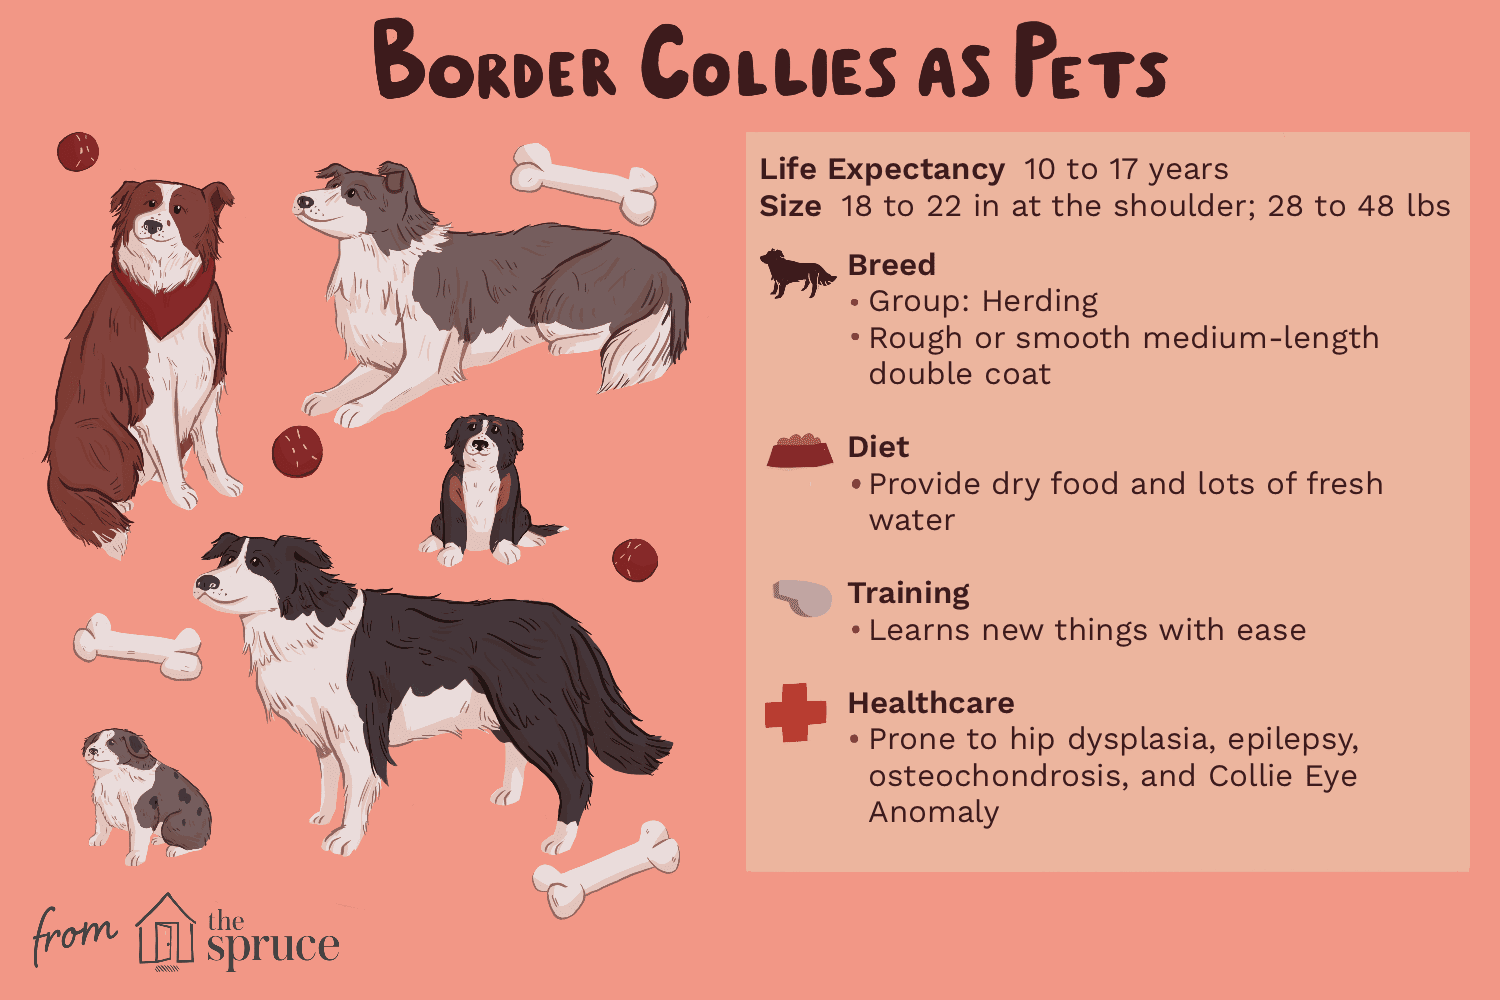 BORDER COLLIES AS PETS
Life Expectancy 10 to 17 years
Size 18 to 22 in at the shoulder; 28 to 48 lbs
Breed
• Group: Herding
• Rough or smooth medium-length
double coat
Diet
• Provide dry food and lots of fresh
water
Training
• Learns new things with ease
Healthcare
• Prone to hip dysplasia, epilepsy,
osteochondrosis, and Collie Eye
Anomaly
from
the
spruce